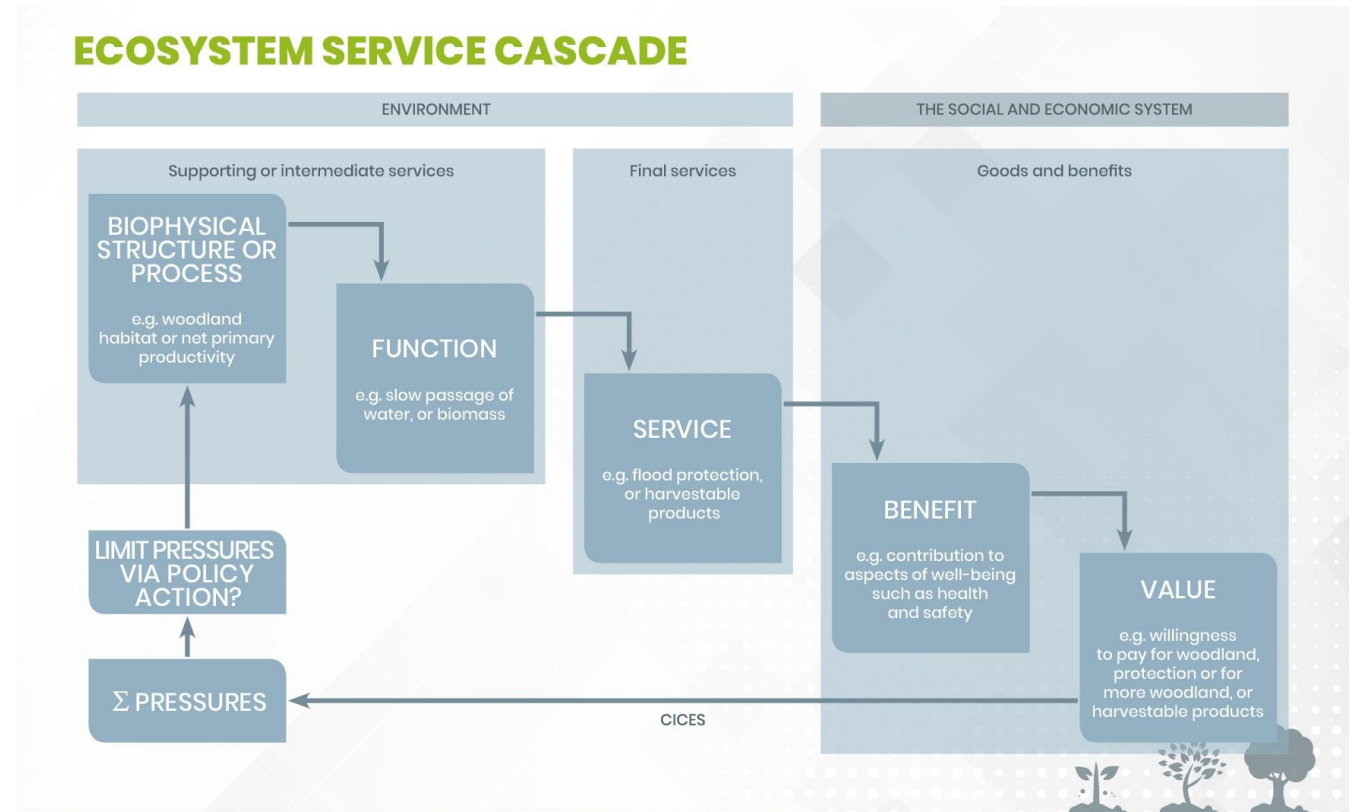 ECOSYSTEM SERVICE CASCADE
ENVIRONMENT
THE SOCIAL AND ECONOMIC SYSTEM
Supporting or intermediate services
Final services
Goods and benefits
BIOPHYSICAL
STRUCTURE OR
PROCESS
e.g. woodland
habitat or net primary
productivity
FUNCTION
e.g. slow passage of
water, or biomass
SERVICE
e.g. flood protection,
or harvestable
products
BENEFIT
e.g. contribution to
aspects of well-being
such as health
and safety
VALUE
e.g. willingness
to pay for woodland,
protection or for
more woodland, or
harvestable products
LIMIT PRESSURES
VIA POLICY
ACTION?
Σ PRESSURES
CICES